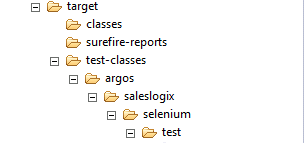 target
classes
surefire-reports
test-classes
argos
saleslogix
selenium
test